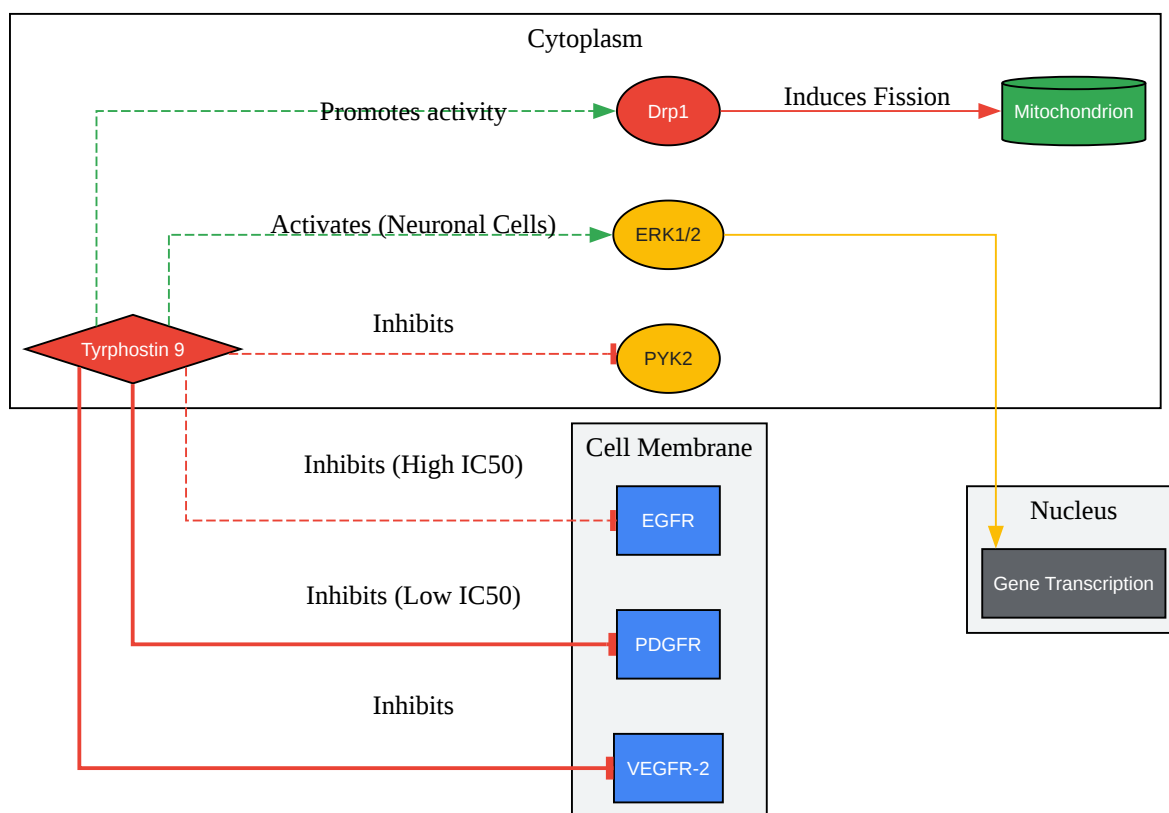 Cytoplasm
Promotes activity
Drp1
Induces Fission
Mitochondrion
Activates (Neuronal Cells)
ERK1/2
Inhibits
Tyrphostin 9
PYK2
Cell Membrane
Inhibits (High IC50)
EGFR
Nucleus
Gene Transcription
Inhibits (Low IC50)
PDGFR
Inhibits
VEGFR-2